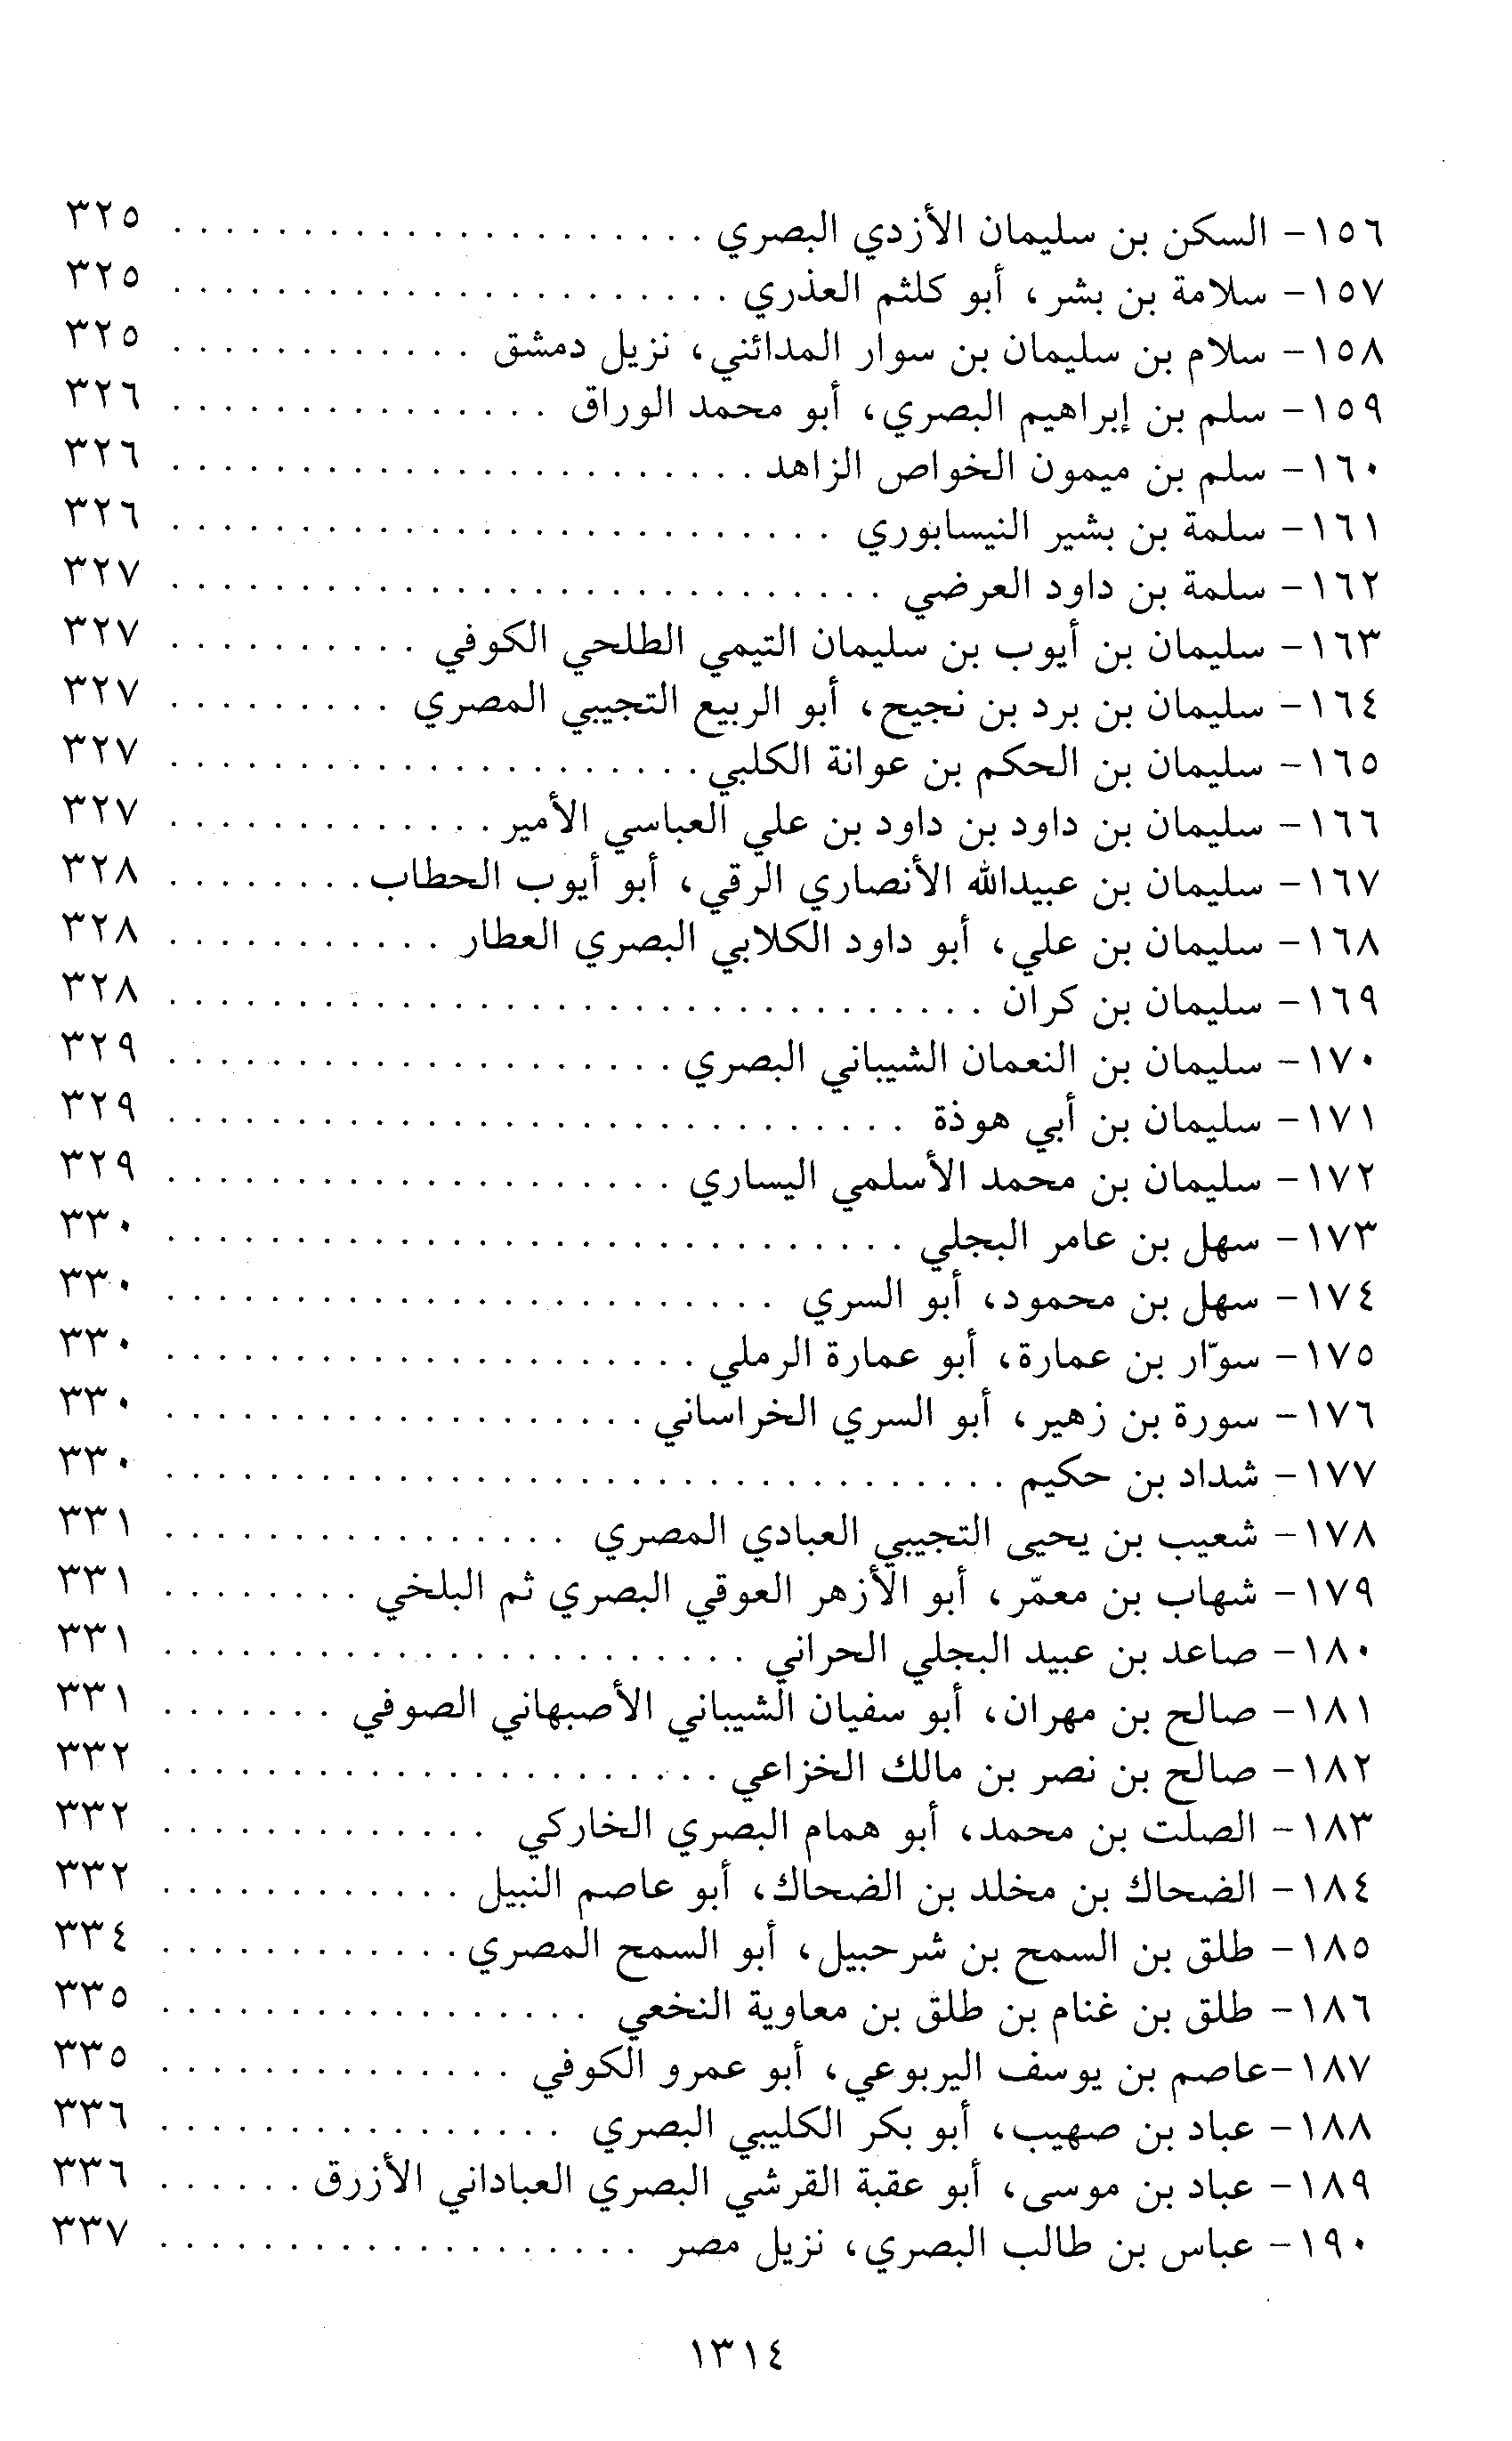 ١٥٦- السكن بن سليمان الأزدي البصري . . . . . . . . . . . . . . . . . . . . . ٣٢٥
١٥٧- سلامة بن بشر، أبو كلثم العذري . . . . . . . . . . . . . . . . . . . . . . ٣٢٥
١٥٨- سلام بن سليمان بن سوار المدائني، نزيل دمشق . . . . . . . . . . . . ٣٢٥
١٥٩- سلم بن إبراهيم البصري، أبو محمد الوراق . . . . . . . . . . . . . . . ٣٢٦
١٦٠- سلم بن ميمون الخواص الزاهد . . . . . . . . . . . . . . . . . . . . . . . ٣٢٦
١٦١- سلمة بن بشير النيسابوري . . . . . . . . . . . . . . . . . . . . . . . . . . ٣٢٦
١٦٢- سلمة بن داود العرضي . . . . . . . . . . . . . . . . . . . . . . . . . . . . ٣٢٧
١٦٣- سليمان بن أيوب بن سليمان التيمي الطلحي الكوفي . . . . . . . . . . ٣٢٧
١٦٤- سليمان بن برد بن نجيح، أبو الربيع التجيبي المصري . . . . . . . . . ٣٢٧
١٦٥- سليمان بن الحكم بن عوانة الكلبي . . . . . . . . . . . . . . . . . . . . . ٣٢٧
١٦٦- سليمان بن داود بن داود بن علي العباسي الأمير . . . . . . . . . . . . . ٣٢٧
١٦٧- سليمان بن عبيدالله الأنصاري الرقي، أبو أيوب الحطاب . . . . . . . . ٣٢٨
١٦٨- سليمان بن علي، أبو داود الكلابي البصري العطار . . . . . . . . . . . ٣٢٨
١٦٩- سليمان بن كران . . . . . . . . . . . . . . . . . . . . . . . . . . . . . . . . ٣٢٨
١٧٠- سليمان بن النعمان الشيباني البصري . . . . . . . . . . . . . . . . . . . . ٣٢٩
١٧١- سليمان بن أبي هوذة . . . . . . . . . . . . . . . . . . . . . . . . . . . . . ٣٢٩
١٧٢- سليمان بن محمد الأسلمي اليساري . . . . . . . . . . . . . . . . . . . . ٣٢٩
١٧٣- سهل بن عامر البجلي . . . . . . . . . . . . . . . . . . . . . . . . . . . . . ٣٣٠
١٧٤- سهل بن محمود، أبو السري . . . . . . . . . . . . . . . . . . . . . . . . ٣٣٠
١٧٥- سوّار بن عمارة، أبو عمارة الرملي . . . . . . . . . . . . . . . . . . . . . ٣٣٠
١٧٦- سورة بن زهير، أبو السري الخراساني . . . . . . . . . . . . . . . . . . . ٣٣٠
١٧٧- شداد بن حكيم . . . . . . . . . . . . . . . . . . . . . . . . . . . . . . . . . ٣٣٠
١٧٨- شعيب بن يحيى التجيبي العبادي المصري . . . . . . . . . . . . . . . . ٣٣١
١٧٩- شهاب بن معمّر، أبو الأزهر العوقي البصري ثم البلخي . . . . . . . . ٣٣١
١٨٠- صاعد بن عبيد البجلي الحراني . . . . . . . . . . . . . . . . . . . . . . . ٣٣١
١٨١- صالح بن مهران، أبو سفيان الشيباني الأصبهاني الصوفي . . . . . . . ٣٣١
١٨٢- صالح بن نصر بن مالك الخزاعي . . . . . . . . . . . . . . . . . . . . . . ٣٣٢
١٨٣- الصلت بن محمد، أبو همام البصري الخاركي . . . . . . . . . . . . . ٣٣٢
١٨٤- الضحاك بن مخلد بن الضحاك، أبو عاصم النبيل . . . . . . . . . . . . ٣٣٢
١٨٥- طلق بن السمح بن شرحبيل، أبو السمح المصري . . . . . . . . . . . . ٣٣٤
١٨٦- طلق بن غنام بن طلق بن معاوية النخعي . . . . . . . . . . . . . . . . . ٣٣٥
١٨٧-عاصم بن يوسف اليربوعي، أبو عمرو الكوفي . . . . . . . . . . . . . . ٣٣٥
١٨٨- عباد بن صهيب، أبو بكر الكليبي البصري . . . . . . . . . . . . . . . . ٣٣٦
١٨٩- عباد بن موسى، أبو عقبة القرشي البصري العباداني الأزرق . . . . . . ٣٣٦
١٩٠- عباس بن طالب البصري، نزيل مصر . . . . . . . . . . . . . . . . . . . ٣٣٧
١٣١٤